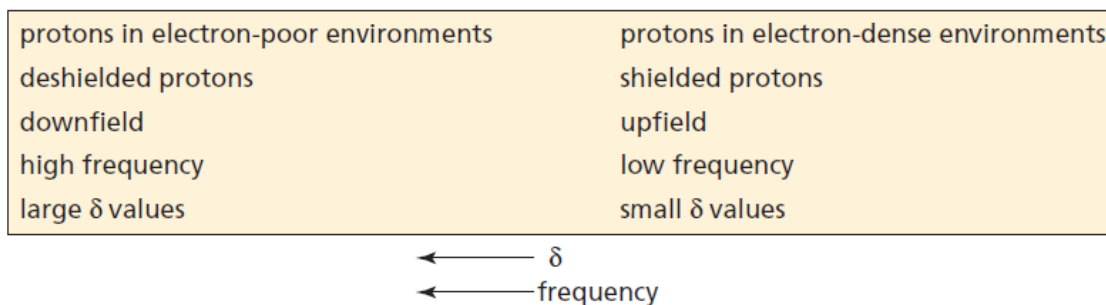 protons in electron-poor environments protons in electron-dense environments
deshielded protons shielded protons
downfield upfield
high frequency low frequency
large δ values small δ values
δ
frequency